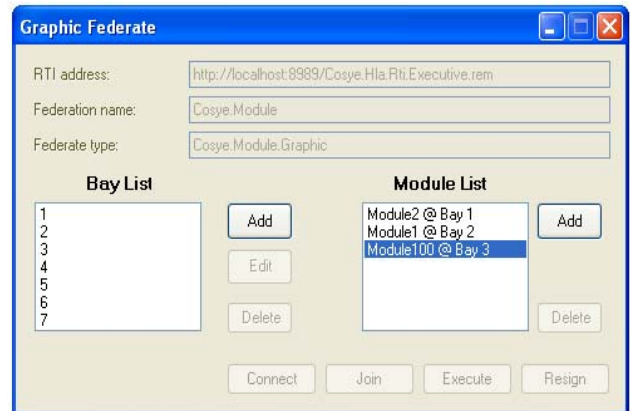 Graphic Federate
RTI address: http://localhost:8989/Cosye.Hla.Rti.Executive.rem
Federation name: Cosye.Module
Federate type: Cosye.Module.Graphic
Bay List
1
2
3
4
5
6
7
Add
Edit
Delete
Module List
Module2 @ Bay 1
Module1 @ Bay 2
Module100 @ Bay 3
Add
Delete
Connect Join Execute Resign